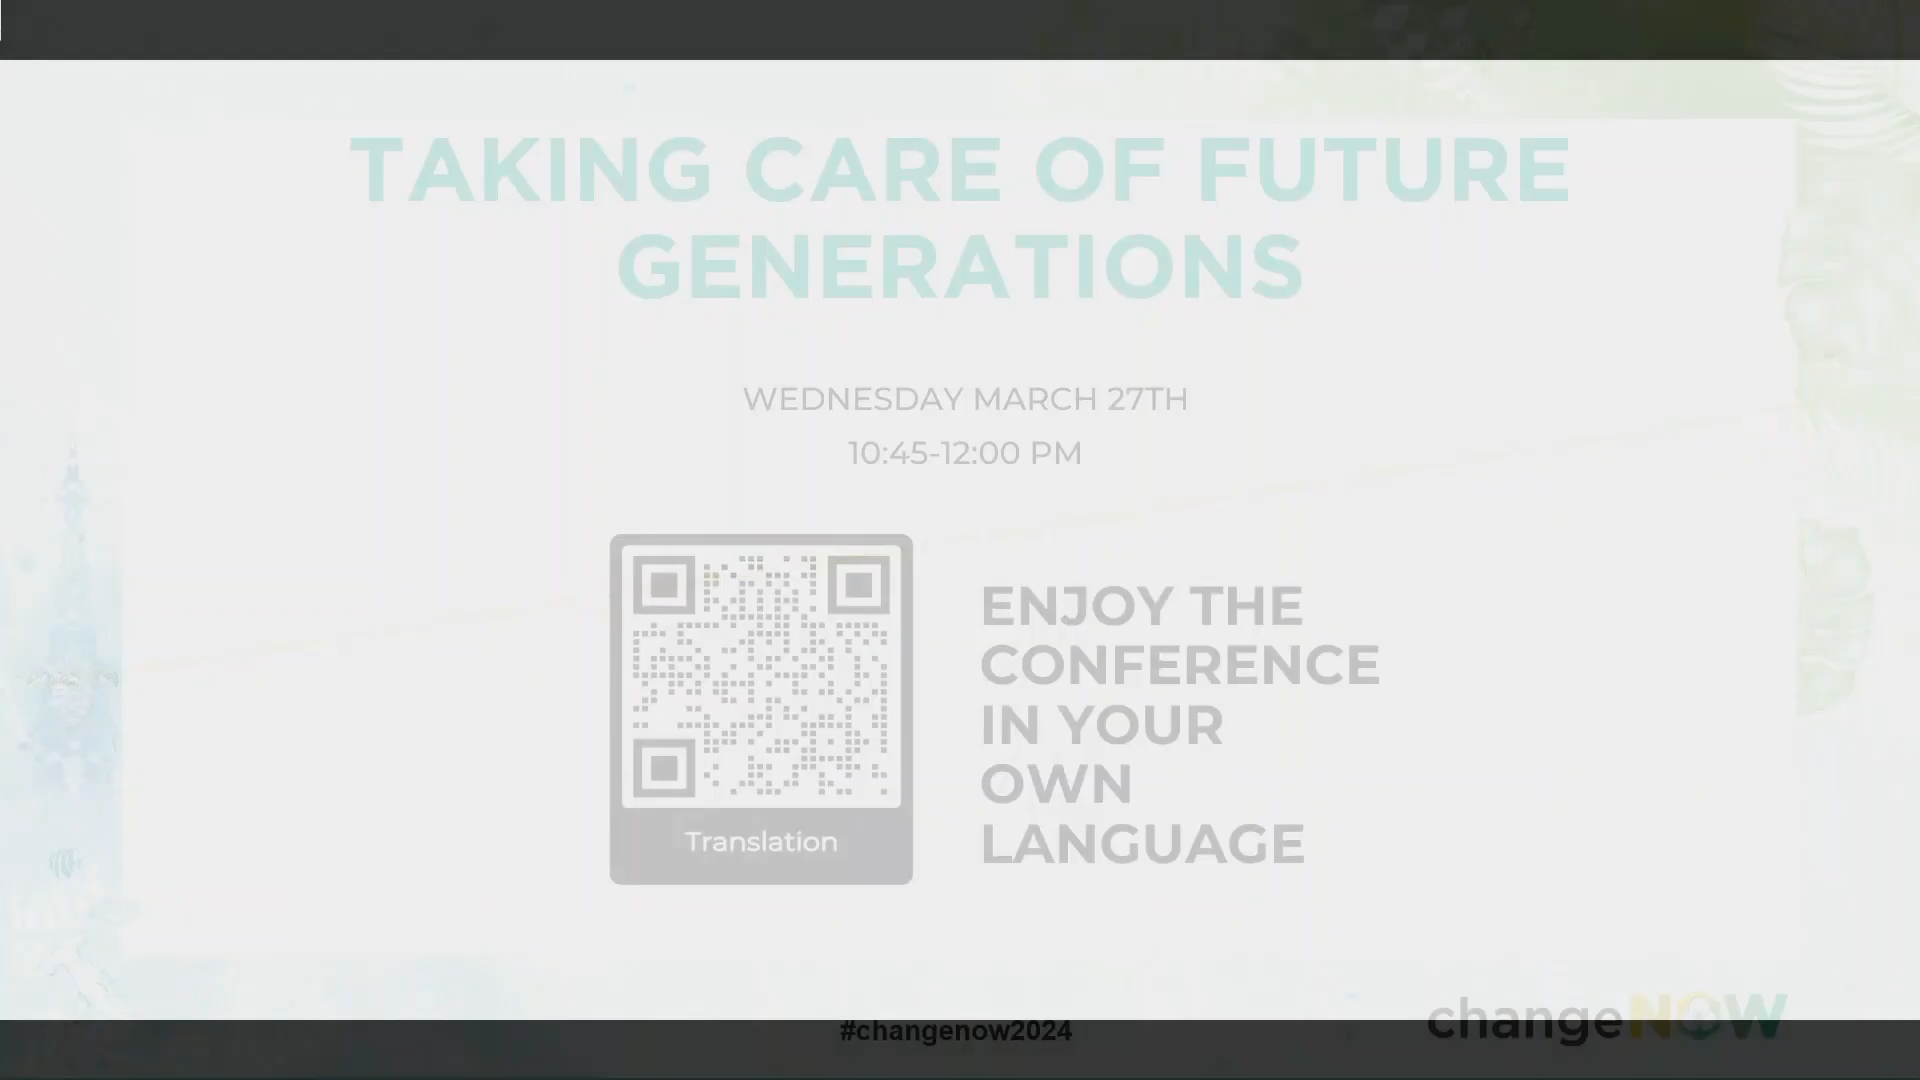 TAKING CARE OF FUTURE
GENERATIONS
WEDNESDAY MARCH 27TH
10:45-12:00 PM
Translation
ENJOY THE
CONFERENCE
IN YOUR
OWN
LANGUAGE
#changenow2024
changeNOW